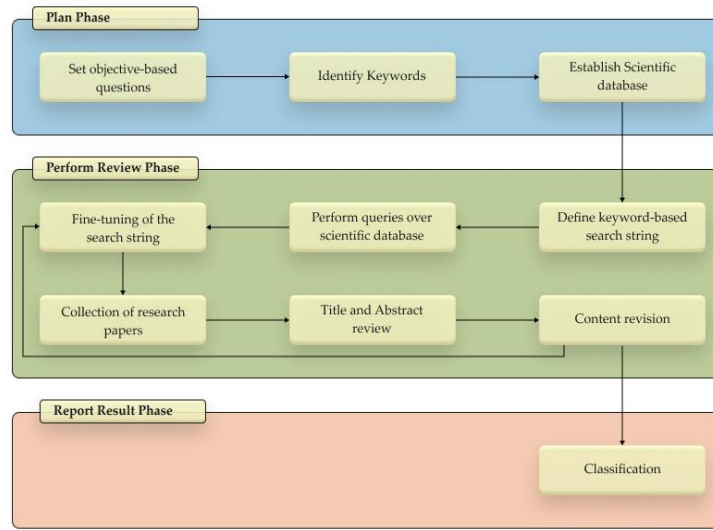 Plan Phase
Set objective-based
questions
Identify Keywords
Establish Scientific
database
Perform Review Phase
Fine-tuning of the
search string
Perform queries over
scientific database
Define keyword-based
search string
Collection of research
papers
Title and Abstract
review
Content revision
Report Result Phase
Classification